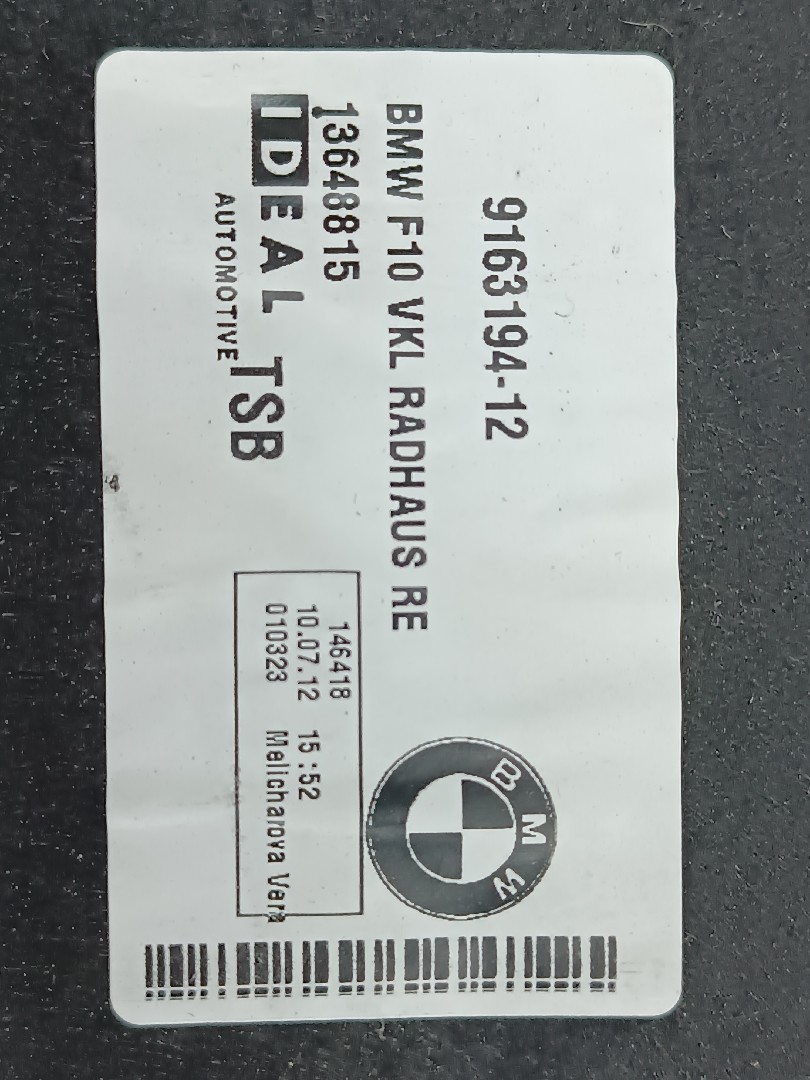 9163194-12
BMW F10 VKL RADHAUS RE
13648815
IDEAL TSB
AUTOMOTIVE
146418
10.07.12 15:52
010323 Melicharova Vera
BMW